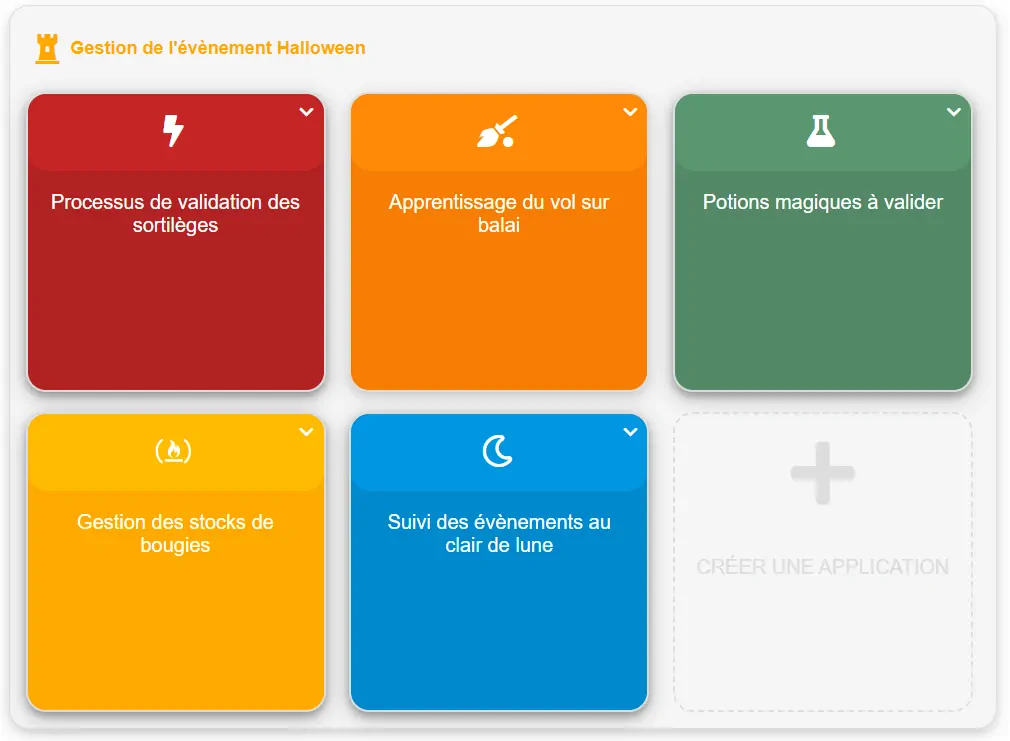 Gestion de l'évènement Halloween
Processus de validation des
sortilèges
Apprentissage du vol sur
balai
Potions magiques à valider
Gestion des stocks de
bougies
Suivi des évènements au
clair de lune
CRÉER UNE APPLICATION